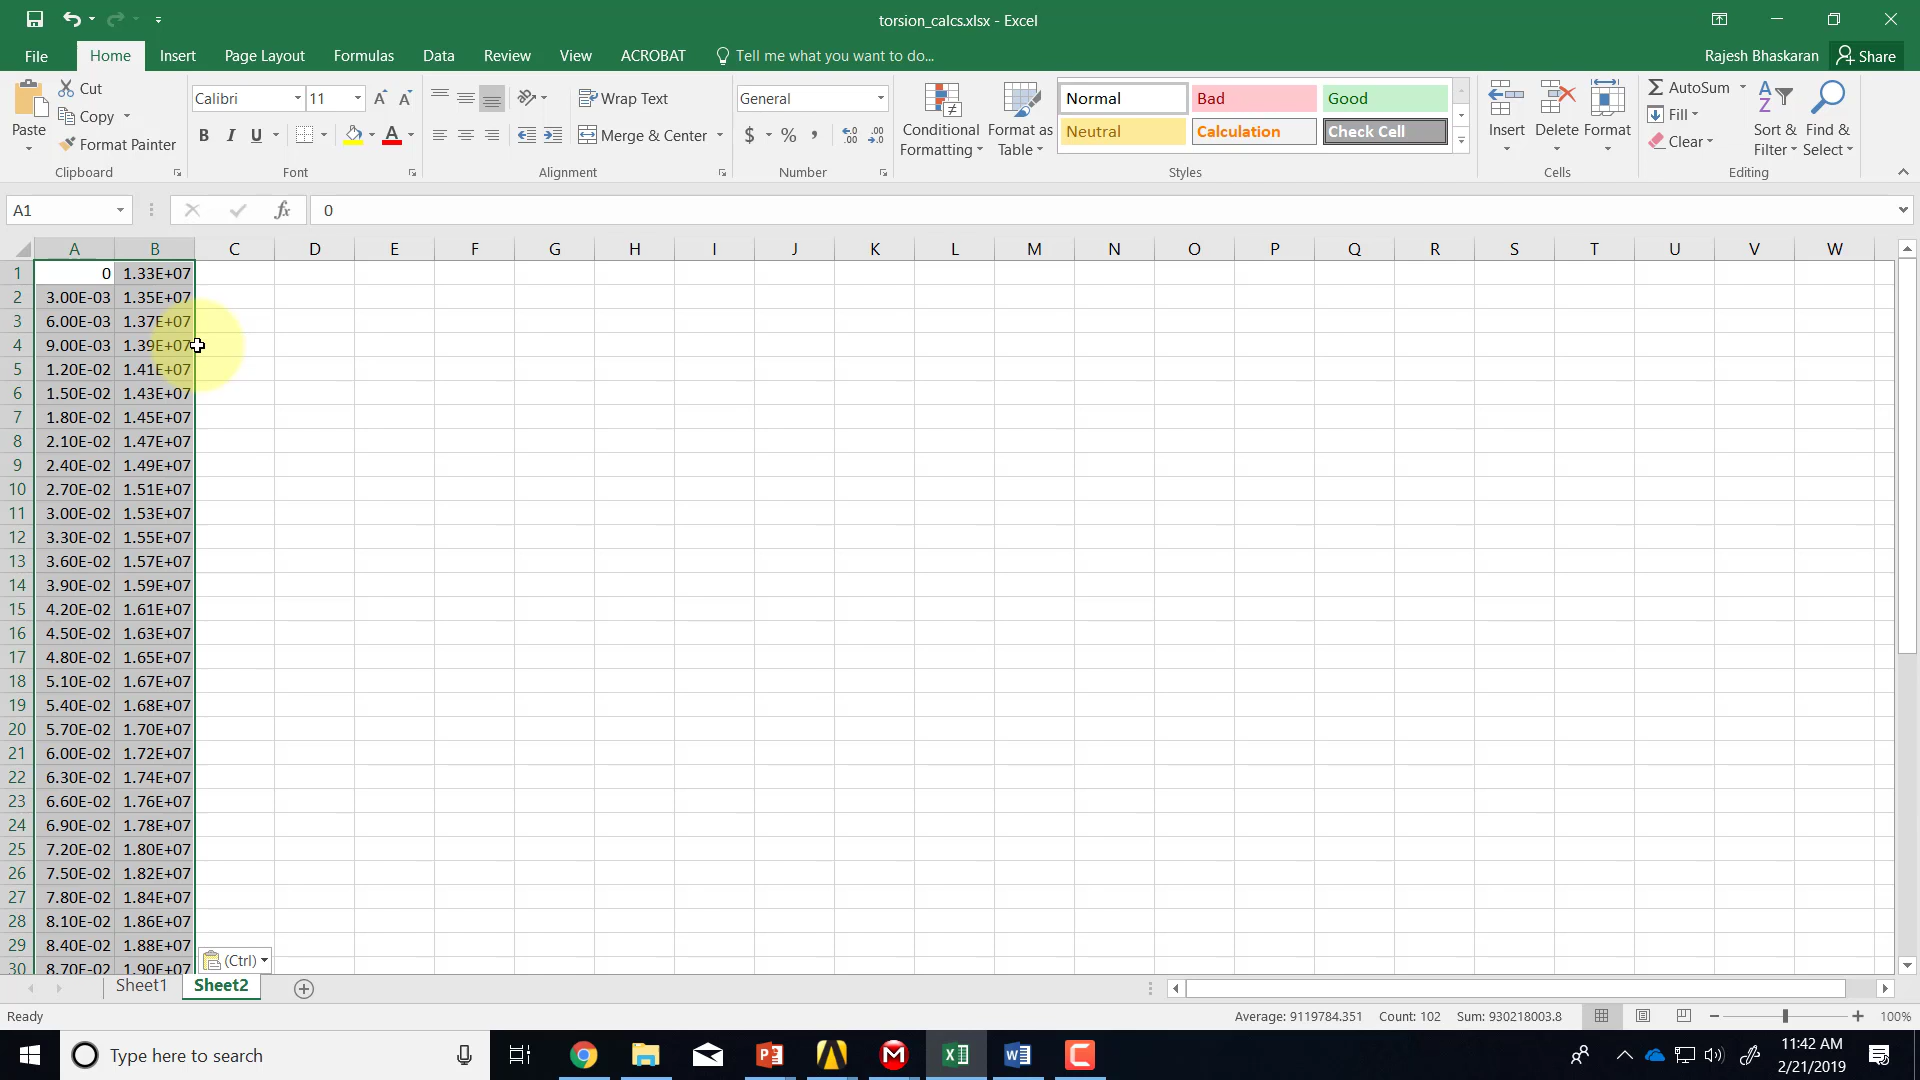 torsion_calcs.xlsx - Excel
File Home Insert Page Layout Formulas Data Review View ACROBAT Tell me what you want to do... Rajesh Bhaskaran Share
Paste
Cut
Copy
Format Painter
Clipboard
Calibri 11
B I U
Font
Wrap Text
Merge & Center
Alignment
General
$ % ,
Number
Conditional Formatting
Format as Table
Normal Bad Good
Neutral Calculation Check Cell
Styles
Insert Delete Format
Cells
AutoSum
Fill
Clear
Sort & Filter
Find & Select
Editing
A1 fx 0
A B C D E F G H I J K L M N O P Q R S T U V W
1 0 1.33E+07
2 3.00E-03 1.35E+07
3 6.00E-03 1.37E+07
4 9.00E-03 1.39E+07
5 1.20E-02 1.41E+07
6 1.50E-02 1.43E+07
7 1.80E-02 1.45E+07
8 2.10E-02 1.47E+07
9 2.40E-02 1.49E+07
10 2.70E-02 1.51E+07
11 3.00E-02 1.53E+07
12 3.30E-02 1.55E+07
13 3.60E-02 1.57E+07
14 3.90E-02 1.59E+07
15 4.20E-02 1.61E+07
16 4.50E-02 1.63E+07
17 4.80E-02 1.65E+07
18 5.10E-02 1.67E+07
19 5.40E-02 1.68E+07
20 5.70E-02 1.70E+07
21 6.00E-02 1.72E+07
22 6.30E-02 1.74E+07
23 6.60E-02 1.76E+07
24 6.90E-02 1.78E+07
25 7.20E-02 1.80E+07
26 7.50E-02 1.82E+07
27 7.80E-02 1.84E+07
28 8.10E-02 1.86E+07
29 8.40E-02 1.88E+07
30 8.70E-02 1.90E+07
(Ctrl)
Sheet1 Sheet2
Ready Average: 9119784.351 Count: 102 Sum: 930218003.8 100%
Type here to search
11:42 AM
2/21/2019